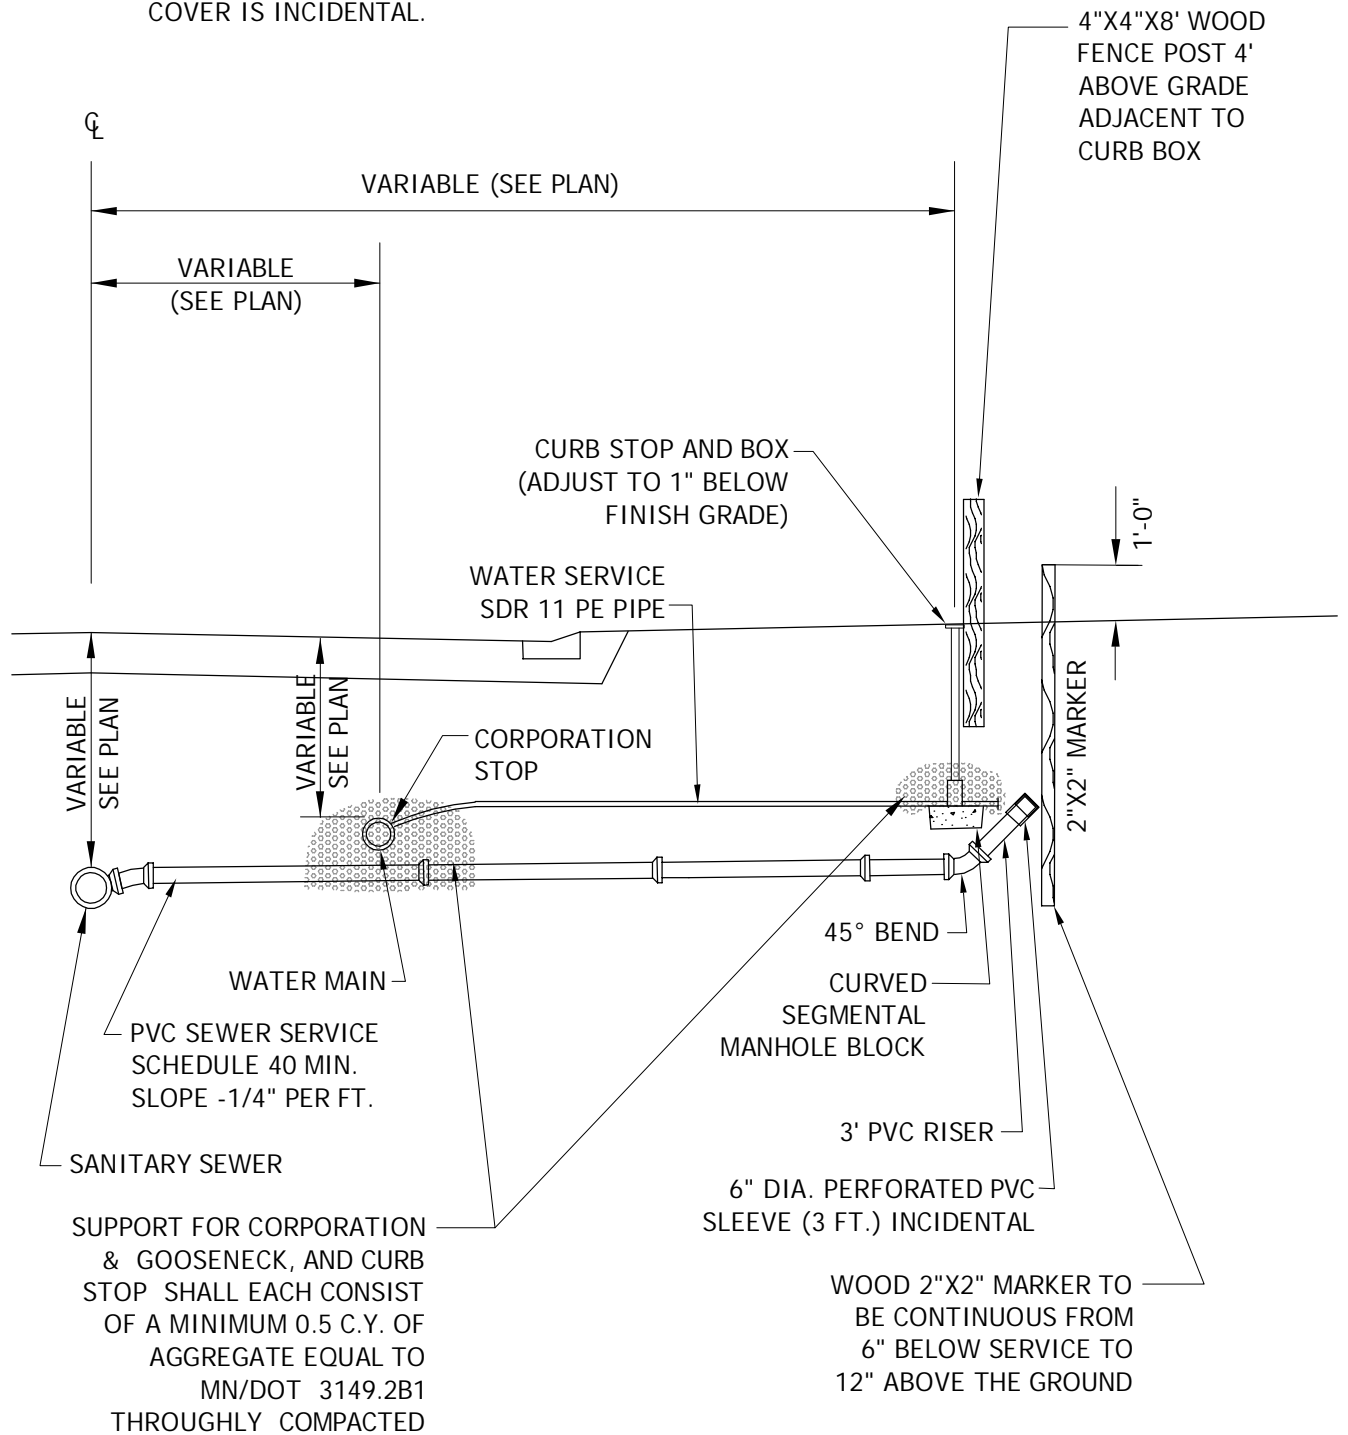 COVER IS INCIDENTAL.
4"X4"X8' WOOD
FENCE POST 4'
ABOVE GRADE
ADJACENT TO
CURB BOX
℄
VARIABLE (SEE PLAN)
VARIABLE
(SEE PLAN)
CURB STOP AND BOX
(ADJUST TO 1" BELOW
FINISH GRADE)
1'-0"
WATER SERVICE
SDR 11 PE PIPE
VARIABLE
SEE PLAN
VARIABLE
SEE PLAN
CORPORATION
STOP
2"X2" MARKER
45° BEND
WATER MAIN
CURVED
SEGMENTAL
MANHOLE BLOCK
PVC SEWER SERVICE
SCHEDULE 40 MIN.
SLOPE -1/4" PER FT.
3' PVC RISER
SANITARY SEWER
6" DIA. PERFORATED PVC
SLEEVE (3 FT.) INCIDENTAL
SUPPORT FOR CORPORATION
& GOOSENECK, AND CURB
STOP SHALL EACH CONSIST
OF A MINIMUM 0.5 C.Y. OF
AGGREGATE EQUAL TO
MN/DOT 3149.2B1
THROUGHLY COMPACTED
WOOD 2"X2" MARKER TO
BE CONTINUOUS FROM
6" BELOW SERVICE TO
12" ABOVE THE GROUND